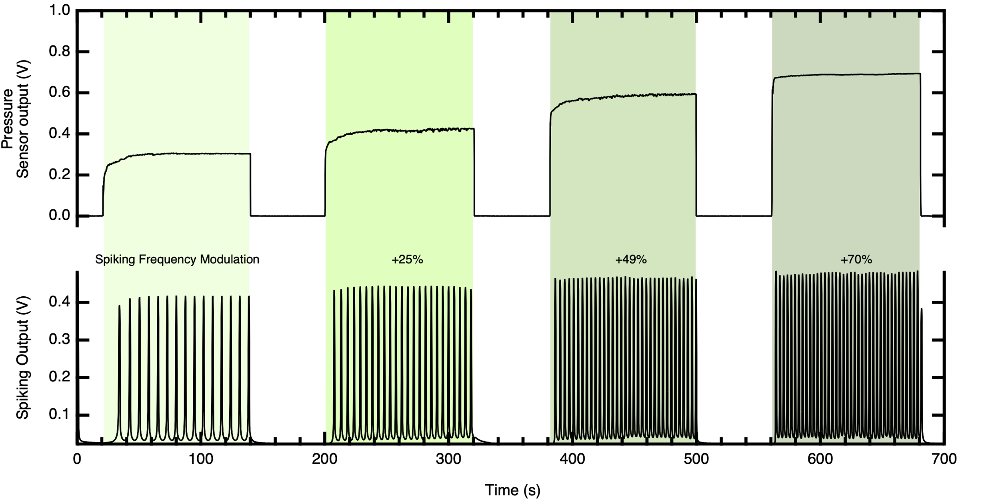 1.0
0.8
0.6
0.4
0.2
0.0
Pressure
Sensor output (V)
Spiking Frequency Modulation
+25%
+49%
+70%
0.4
0.3
0.2
0.1
Spiking Output (V)
0 100 200 300 400 500 600 700
Time (s)